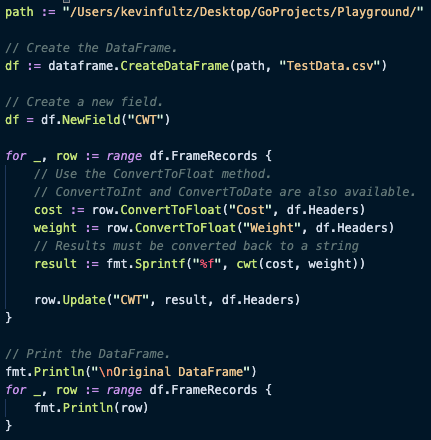 path := "/Users/kevinfultz/Desktop/GoProjects/Playground/"
// Create the DataFrame.
df := dataframe.CreateDataFrame(path, "TestData.csv")
// Create a new field.
df = df.NewField("CWT")
for _, row := range df.FrameRecords {
// Use the ConvertToFloat method.
// ConvertToInt and ConvertToDate are also available.
cost := row.ConvertToFloat("Cost", df.Headers)
weight := row.ConvertToFloat("Weight", df.Headers)
// Results must be converted back to a string
result := fmt.Sprintf("%f", cwt(cost, weight))
row.Update("CWT", result, df.Headers)
}
// Print the DataFrame.
fmt.Println("\nOriginal DataFrame")
for _, row := range df.FrameRecords {
fmt.Println(row)
}